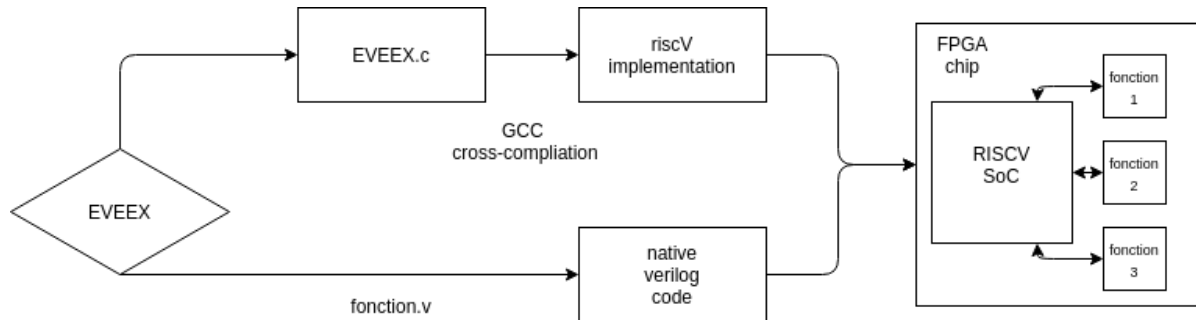 EVEEX
EVEEX.c
riscV
implementation
GCC
cross-compliation
fonction.v
native
verilog
code
FPGA
chip
RISCV
SoC
fonction
1
fonction
2
fonction
3